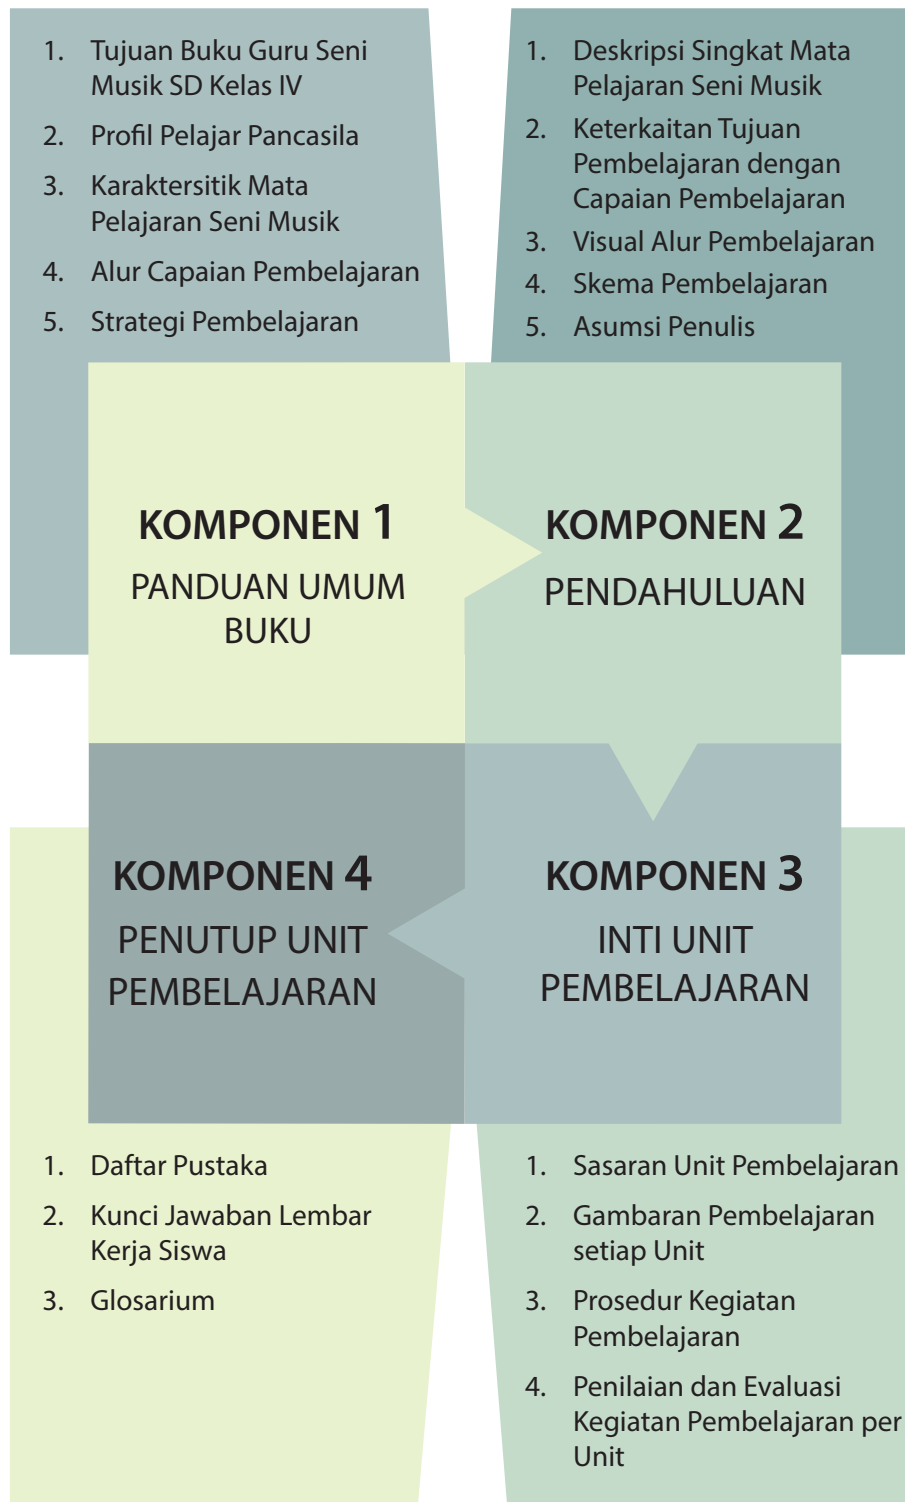 1. Tujuan Buku Guru Seni
Musik SD Kelas IV
2. Profil Pelajar Pancasila
3. Karaktersitik Mata
Pelajaran Seni Musik
4. Alur Capaian Pembelajaran
5. Strategi Pembelajaran
1. Deskripsi Singkat Mata
Pelajaran Seni Musik
2. Keterkaitan Tujuan
Pembelajaran dengan
Capaian Pembelajaran
3. Visual Alur Pembelajaran
4. Skema Pembelajaran
5. Asumsi Penulis
KOMPONEN 1
PANDUAN UMUM
BUKU
KOMPONEN 2
PENDAHULUAN
KOMPONEN 4
PENUTUP UNIT
PEMBELAJARAN
KOMPONEN 3
INTI UNIT
PEMBELAJARAN
1. Daftar Pustaka
2. Kunci Jawaban Lembar
Kerja Siswa
3. Glosarium
1. Sasaran Unit Pembelajaran
2. Gambaran Pembelajaran
setiap Unit
3. Prosedur Kegiatan
Pembelajaran
4. Penilaian dan Evaluasi
Kegiatan Pembelajaran per
Unit